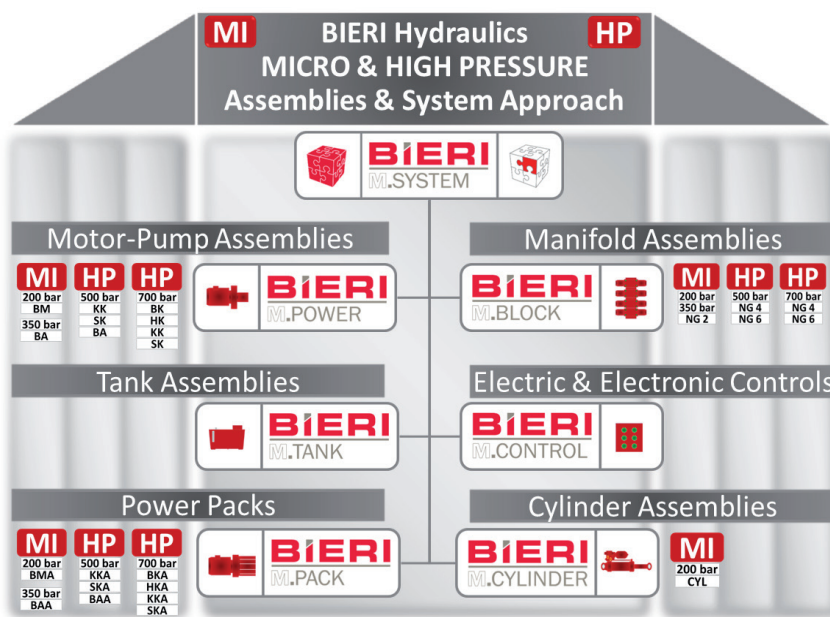 MI
BIERI Hydraulics
HP
MICRO & HIGH PRESSURE
Assemblies & System Approach
BiERI
M.SYSTEM
Motor-Pump Assemblies
MI
HP
HP
200 bar
500 bar
700 bar
BM
KK
BK
SK
HK
350 bar
BA
KK
BA
SK
BiERI
M.POWER
Manifold Assemblies
BiERI
M.BLOCK
MI
HP
HP
200 bar
500 bar
700 bar
350 bar
NG 4
NG 4
NG 2
NG 6
NG 6
Tank Assemblies
BiERI
M.TANK
Electric & Electronic Controls
BiERI
M.CONTROL
Power Packs
MI
HP
HP
200 bar
500 bar
700 bar
BMA
KKA
BKA
SKA
HKA
350 bar
BAA
KKA
BAA
SKA
BiERI
M.PACK
Cylinder Assemblies
BiERI
M.CYLINDER
MI
200 bar
CYL